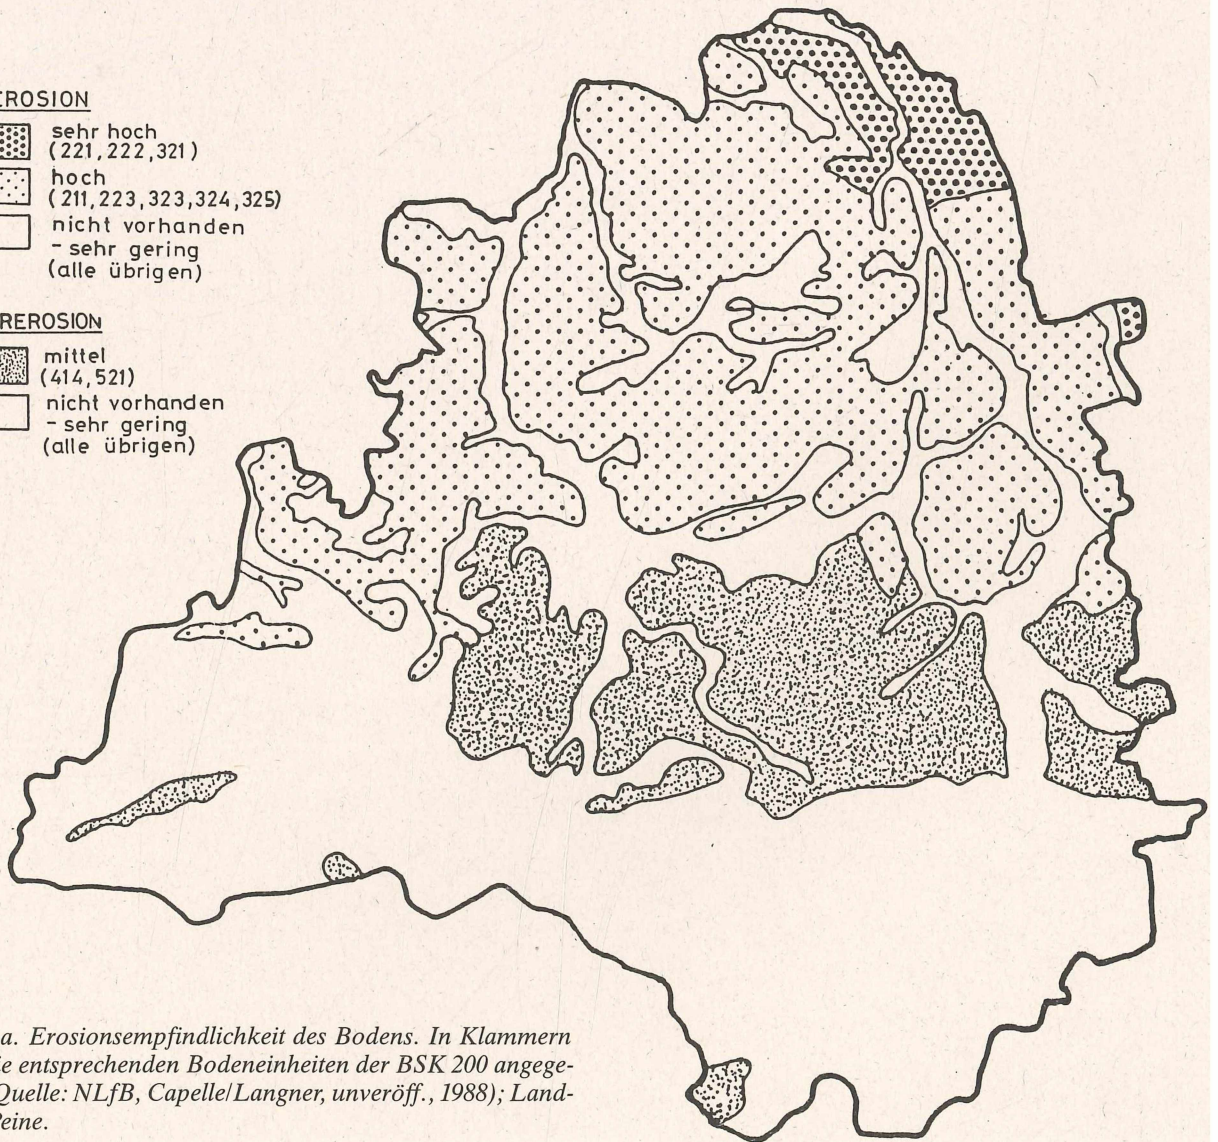 EROSION
sehr hoch
(221,222,321)
hoch
(211,223,323,324,325)
nicht vorhanden
- sehr gering
(alle übrigen)
REROSION
mittel
(414,521)
nicht vorhanden
- sehr gering
(alle übrigen)
a. Erosionsempfindlichkeit des Bodens. In Klammern
ie entsprechenden Bodeneinheiten der BSK 200 angege-
Quelle: NLfB, Capelle/Langner, unveröff., 1988); Land-
Peine.